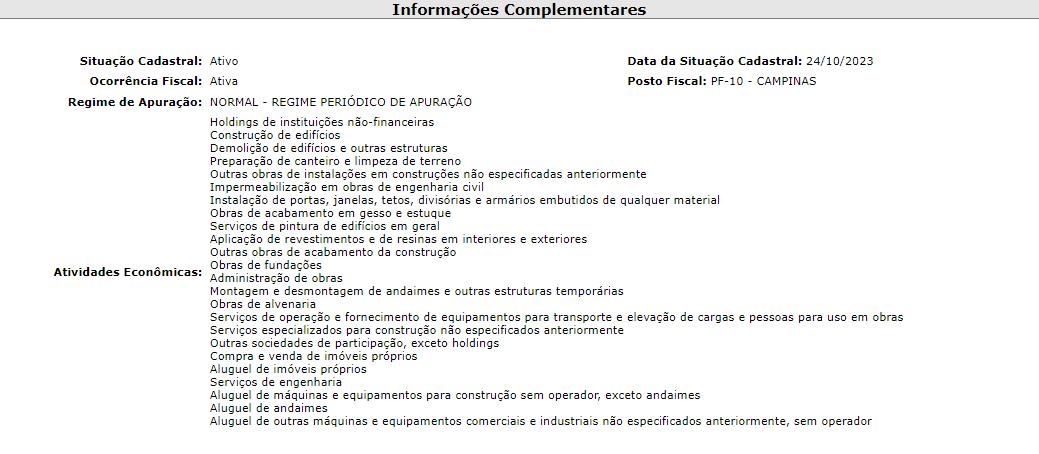 Informações Complementares
Situação Cadastral: Ativo
Data da Situação Cadastral: 24/10/2023
Ocorrência Fiscal: Ativa
Posto Fiscal: PF-10 - CAMPINAS
Regime de Apuração: NORMAL - REGIME PERIÓDICO DE APURAÇÃO
Atividades Econômicas:
Holdings de instituições não-financeiras
Construção de edifícios
Demolição de edifícios e outras estruturas
Preparação de canteiro e limpeza de terreno
Outras obras de instalações em construções não especificadas anteriormente
Impermeabilização em obras de engenharia civil
Instalação de portas, janelas, tetos, divisórias e armários embutidos de qualquer material
Obras de acabamento em gesso e estuque
Serviços de pintura de edifícios em geral
Aplicação de revestimentos e de resinas em interiores e exteriores
Outras obras de acabamento da construção
Obras de fundações
Administração de obras
Montagem e desmontagem de andaimes e outras estruturas temporárias
Obras de alvenaria
Serviços de operação e fornecimento de equipamentos para transporte e elevação de cargas e pessoas para uso em obras
Serviços especializados para construção não especificados anteriormente
Outras sociedades de participação, exceto holdings
Compra e venda de imóveis próprios
Aluguel de imóveis próprios
Serviços de engenharia
Aluguel de máquinas e equipamentos para construção sem operador, exceto andaimes
Aluguel de andaimes
Aluguel de outras máquinas e equipamentos comerciais e industriais não especificados anteriormente, sem operador